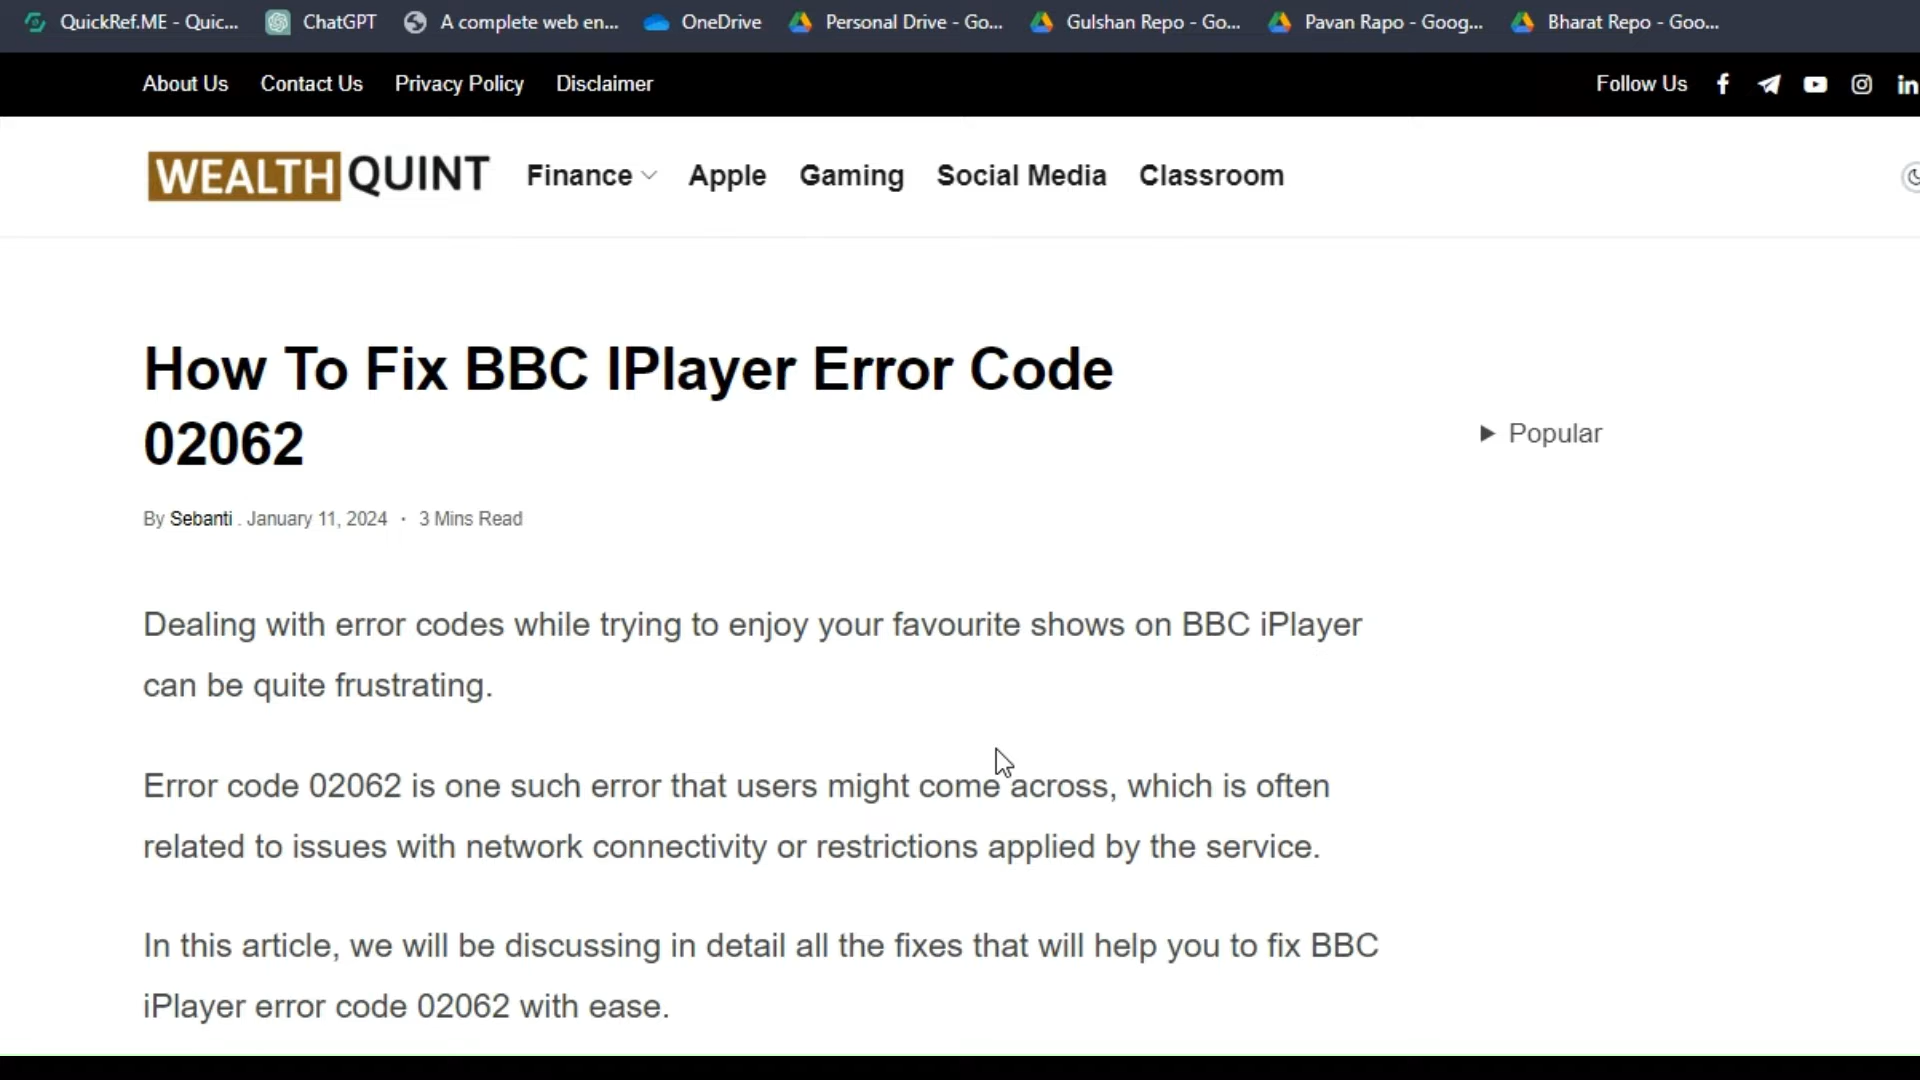 QuickRef.ME - Quic... ChatGPT A complete web en... OneDrive Personal Drive - Go... Gulshan Repo - Go... Pavan Rapo - Goog... Bharat Repo - Goo...
About Us Contact Us Privacy Policy Disclaimer Follow Us
WEALTH QUINT Finance Apple Gaming Social Media Classroom
How To Fix BBC IPlayer Error Code
02062
Popular
By Sebanti . January 11, 2024 · 3 Mins Read
Dealing with error codes while trying to enjoy your favourite shows on BBC iPlayer
can be quite frustrating.
Error code 02062 is one such error that users might come across, which is often
related to issues with network connectivity or restrictions applied by the service.
In this article, we will be discussing in detail all the fixes that will help you to fix BBC
iPlayer error code 02062 with ease.